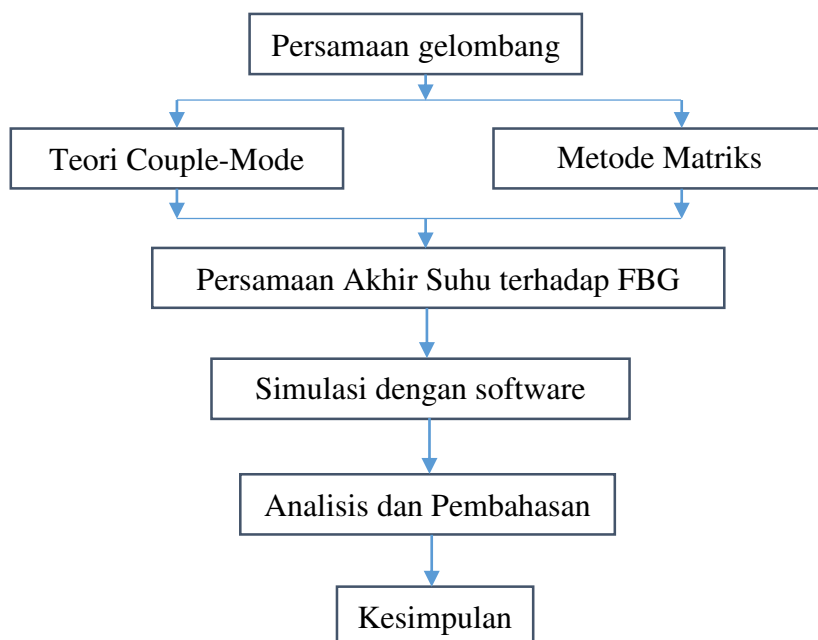 Persamaan gelombang
Teori Couple-Mode
Metode Matriks
Persamaan Akhir Suhu terhadap FBG
Simulasi dengan software
Analisis dan Pembahasan
Kesimpulan